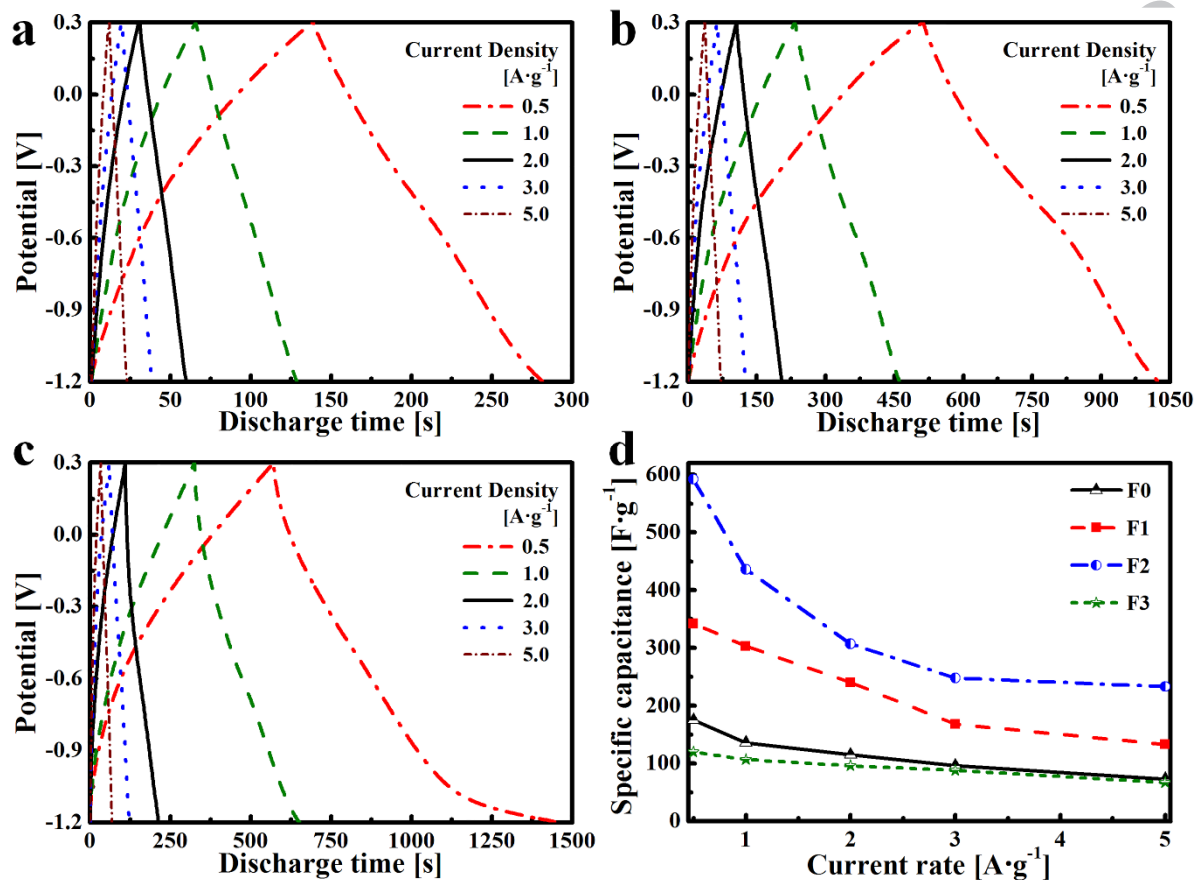 a
Current Density
[A·g⁻¹]
0.5
1.0
2.0
3.0
5.0
0.3
0.0
-0.3
-0.6
-0.9
-1.2
Potential [V]
0 50 100 150 200 250 300
Discharge time [s]
b
Current Density
[A·g⁻¹]
0.5
1.0
2.0
3.0
5.0
0.3
0.0
-0.3
-0.6
-0.9
-1.2
Potential [V]
0 150 300 450 600 750 900 1050
Discharge time [s]
c
Current Density
[A·g⁻¹]
0.5
1.0
2.0
3.0
5.0
0.3
0.0
-0.3
-0.6
-0.9
-1.2
Potential [V]
0 250 500 750 1000 1250 1500
Discharge time [s]
d
F0
F1
F2
F3
600
500
400
300
200
100
0
Specific capacitance [F·g⁻¹]
1 2 3 4 5
Current rate [A·g⁻¹]